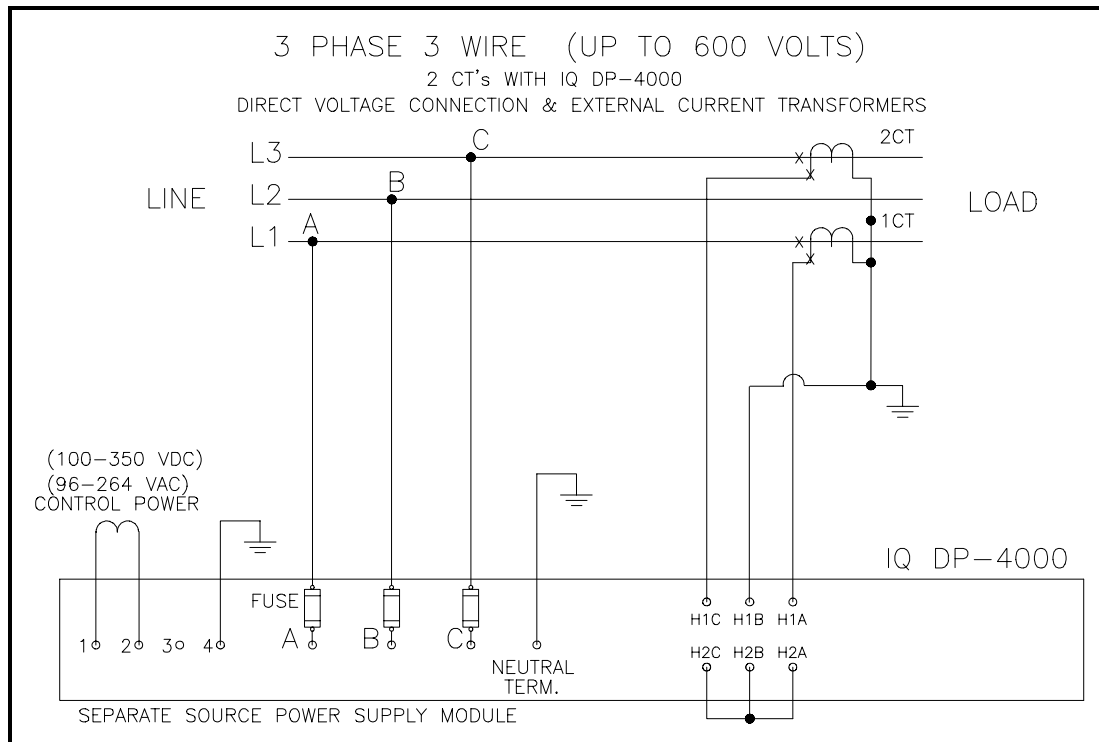 3 PHASE 3 WIRE (UP TO 600 VOLTS)
2 CT's WITH IQ DP-4000
DIRECT VOLTAGE CONNECTION & EXTERNAL CURRENT TRANSFORMERS
C
2CT
L3
X
X
B
LINE
L2
LOAD
A
1CT
L1
X
X
(100-350 VDC)
(96-264 VAC)
CONTROL POWER
IQ DP-4000
FUSE
H1C H1B H1A
1 2 3 4 A B C
H2C H2B H2A
NEUTRAL
TERM.
SEPARATE SOURCE POWER SUPPLY MODULE